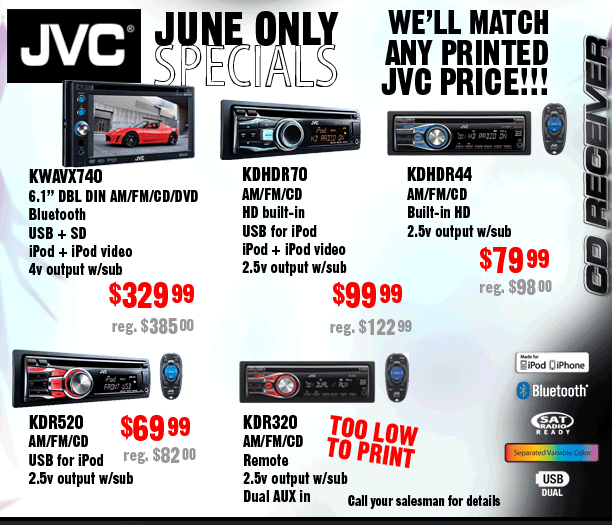 JVC®
JUNE ONLY
SPECIALS
WE'LL MATCH
ANY PRINTED
JVC PRICE!!!
CD RECEIVER
KWAVX740
6.1” DBL DIN AM/FM/CD/DVD
Bluetooth
USB + SD
iPod + iPod video
4v output w/sub
$329 99
reg. $385 00
KDHDR70
AM/FM/CD
HD built-in
USB for iPod
iPod + iPod video
2.5v output w/sub
$99 99
reg. $122 99
KDHDR44
AM/FM/CD
Built-in HD
2.5v output w/sub
$79 99
reg. $98 00
KDR520
AM/FM/CD
USB for iPod
2.5v output w/sub
$69 99
reg. $82 00
KDR320
AM/FM/CD
Remote
2.5v output w/sub
Dual AUX in
TOO LOW
TO PRINT
Call your salesman for details
Made for
iPod iPhone
Bluetooth®
SAT
RADIO
READY
Separated Variable Color
USB
DUAL